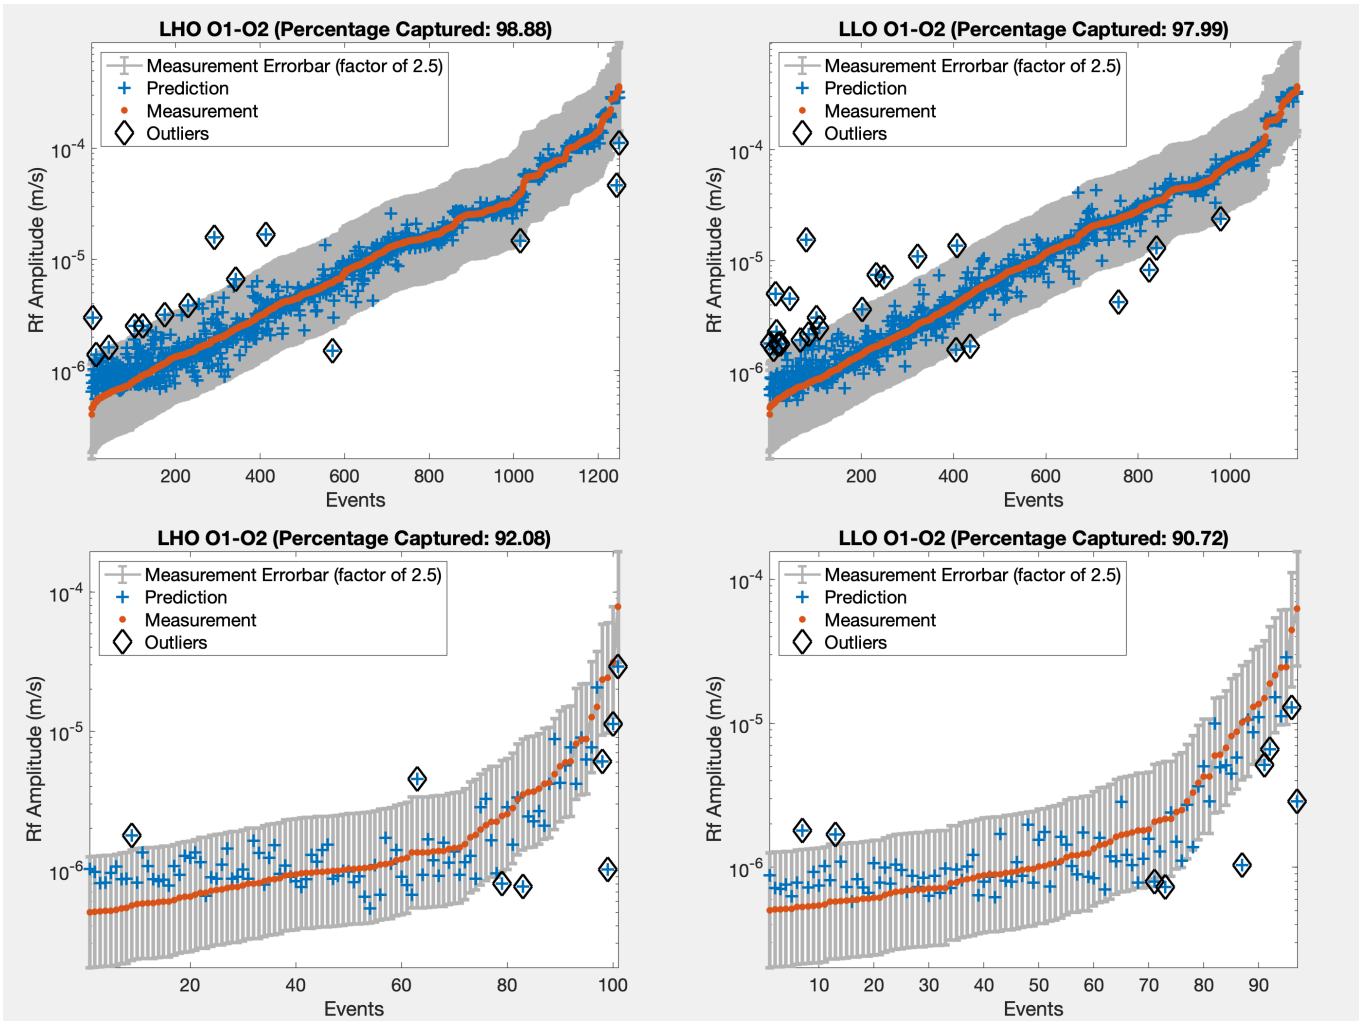 LHO O1-O2 (Percentage Captured: 98.88)
Measurement Errorbar (factor of 2.5)
Prediction
Measurement
Outliers
10-4
10-5
10-6
Rf Amplitude (m/s)
200 400 600 800 1000 1200
Events
LLO O1-O2 (Percentage Captured: 97.99)
Measurement Errorbar (factor of 2.5)
Prediction
Measurement
Outliers
10-4
10-5
10-6
Rf Amplitude (m/s)
200 400 600 800 1000
Events
LHO O1-O2 (Percentage Captured: 92.08)
Measurement Errorbar (factor of 2.5)
Prediction
Measurement
Outliers
10-4
10-5
10-6
Rf Amplitude (m/s)
20 40 60 80 100
Events
LLO O1-O2 (Percentage Captured: 90.72)
Measurement Errorbar (factor of 2.5)
Prediction
Measurement
Outliers
10-4
10-5
10-6
Rf Amplitude (m/s)
10 20 30 40 50 60 70 80 90
Events